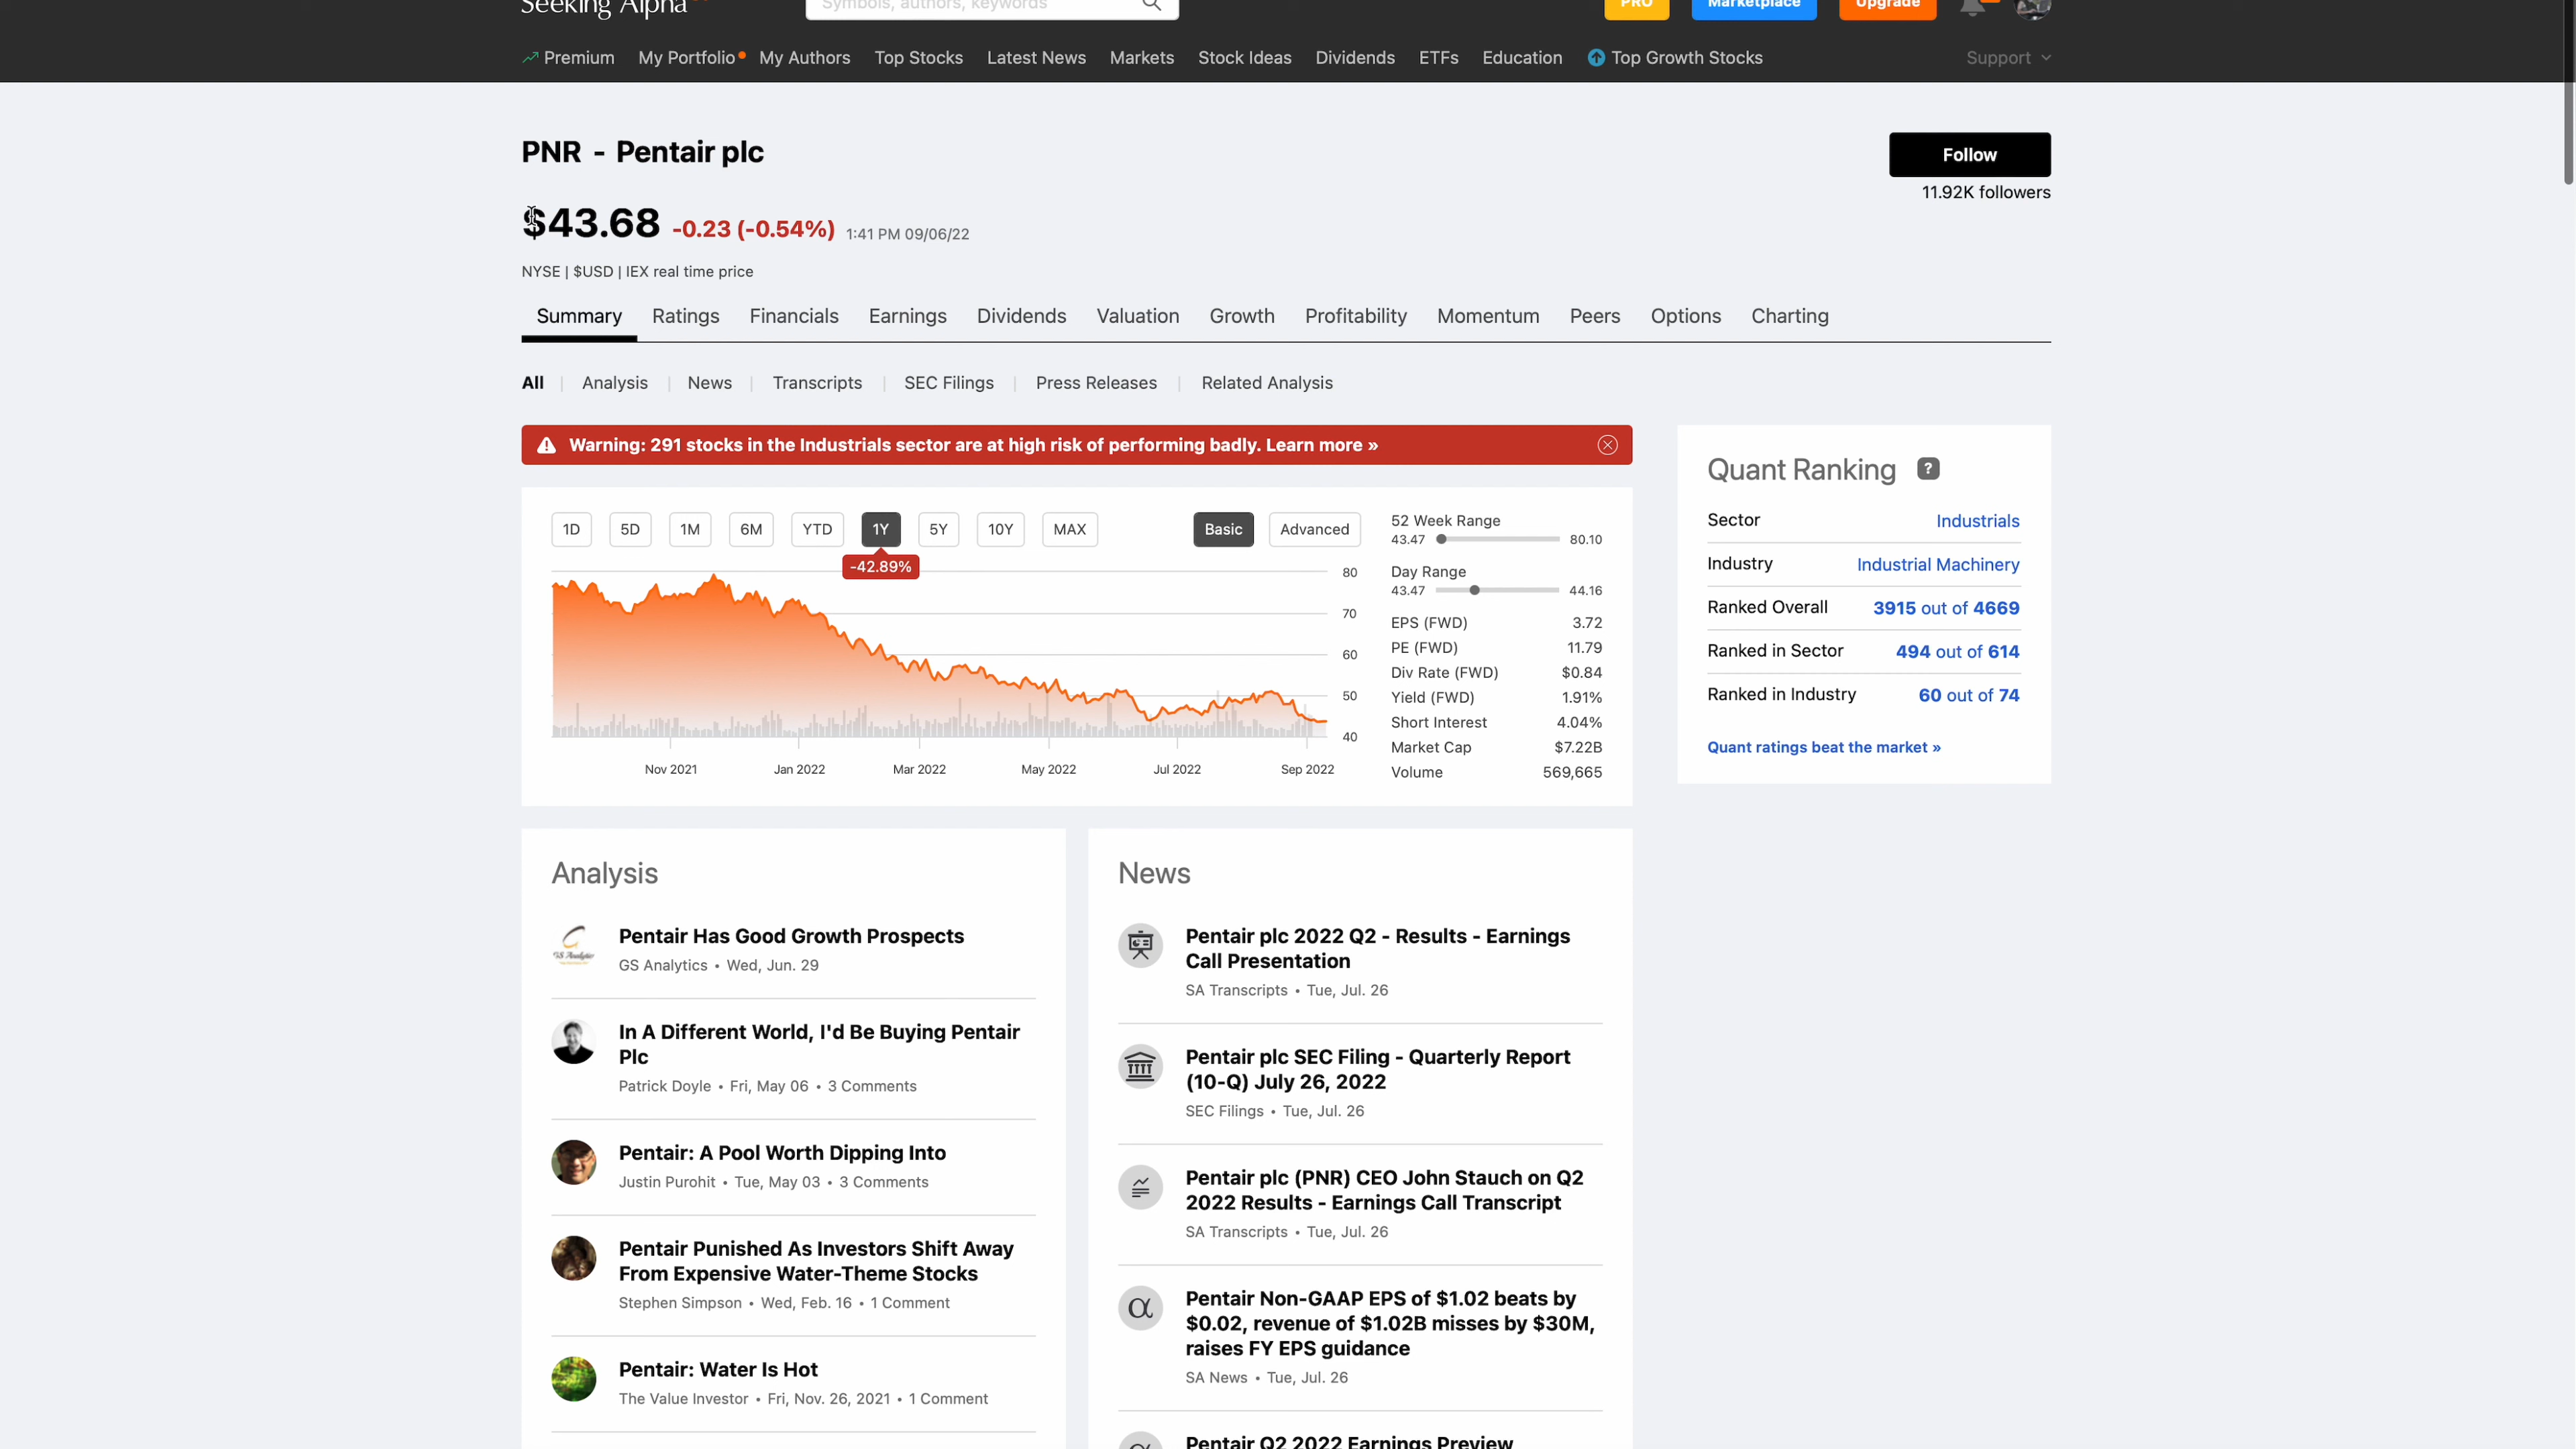 Seeking Alpha
Symbols, authors, keywords
PRO
Marketplace
Upgrade
Premium My Portfolio My Authors Top Stocks Latest News Markets Stock Ideas Dividends ETFs Education Top Growth Stocks Support
PNR - Pentair plc
Follow
11.92K followers
$43.68 -0.23 (-0.54%) 1:41 PM 09/06/22
NYSE | $USD | IEX real time price
Summary Ratings Financials Earnings Dividends Valuation Growth Profitability Momentum Peers Options Charting
All | Analysis | News | Transcripts | SEC Filings | Press Releases | Related Analysis
Warning: 291 stocks in the Industrials sector are at high risk of performing badly. Learn more »
1D 5D 1M 6M YTD 1Y 5Y 10Y MAX
Basic Advanced
-42.89%
80
70
60
50
40
Nov 2021 Jan 2022 Mar 2022 May 2022 Jul 2022 Sep 2022
52 Week Range
43.47 80.10
Day Range
43.47 44.16
EPS (FWD) 3.72
PE (FWD) 11.79
Div Rate (FWD) $0.84
Yield (FWD) 1.91%
Short Interest 4.04%
Market Cap $7.22B
Volume 569,665
Quant Ranking ?
Sector Industrials
Industry Industrial Machinery
Ranked Overall 3915 out of 4669
Ranked in Sector 494 out of 614
Ranked in Industry 60 out of 74
Quant ratings beat the market »
Analysis
Pentair Has Good Growth Prospects
GS Analytics • Wed, Jun. 29
In A Different World, I'd Be Buying Pentair
Plc
Patrick Doyle • Fri, May 06 • 3 Comments
Pentair: A Pool Worth Dipping Into
Justin Purohit • Tue, May 03 • 3 Comments
Pentair Punished As Investors Shift Away
From Expensive Water-Theme Stocks
Stephen Simpson • Wed, Feb. 16 • 1 Comment
Pentair: Water Is Hot
The Value Investor • Fri, Nov. 26, 2021 • 1 Comment
News
Pentair plc 2022 Q2 - Results - Earnings
Call Presentation
SA Transcripts • Tue, Jul. 26
Pentair plc SEC Filing - Quarterly Report
(10-Q) July 26, 2022
SEC Filings • Tue, Jul. 26
Pentair plc (PNR) CEO John Stauch on Q2
2022 Results - Earnings Call Transcript
SA Transcripts • Tue, Jul. 26
Pentair Non-GAAP EPS of $1.02 beats by
$0.02, revenue of $1.02B misses by $30M,
raises FY EPS guidance
SA News • Tue, Jul. 26
Pentair Q2 2022 Earnings Preview